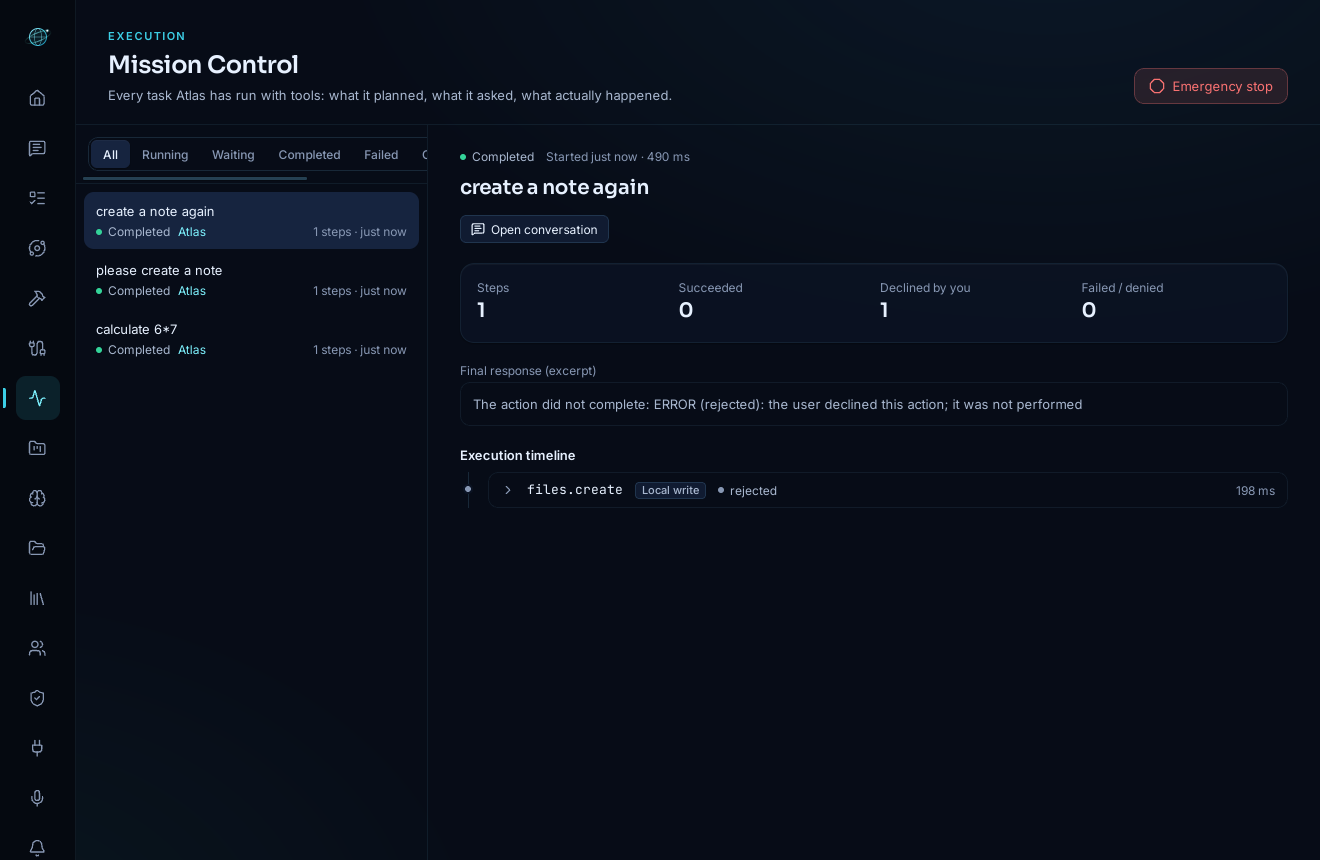 EXECUTION
Mission Control
Every task Atlas has run with tools: what it planned, what it asked, what actually happened.
Emergency stop
All Running Waiting Completed Failed
create a note again
Completed Atlas 1 steps · just now
please create a note
Completed Atlas 1 steps · just now
calculate 6*7
Completed Atlas 1 steps · just now
Completed Started just now · 490 ms
create a note again
Open conversation
Steps Succeeded Declined by you Failed / denied
1 0 1 0
Final response (excerpt)
The action did not complete: ERROR (rejected): the user declined this action; it was not performed
Execution timeline
files.create Local write rejected 198 ms